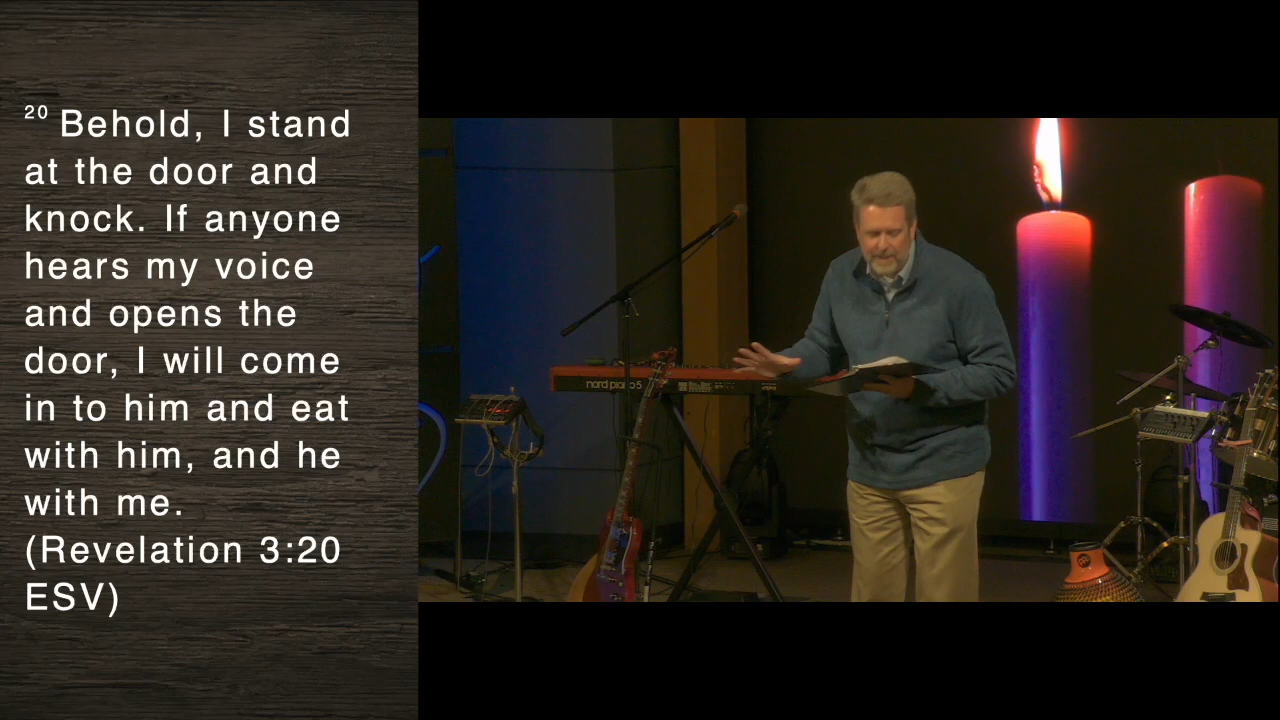 20 Behold, I stand
at the door and
knock. If anyone
hears my voice
and opens the
door, I will come
in to him and eat
with him, and he
with me.
(Revelation 3:20
ESV)
nord piano 5